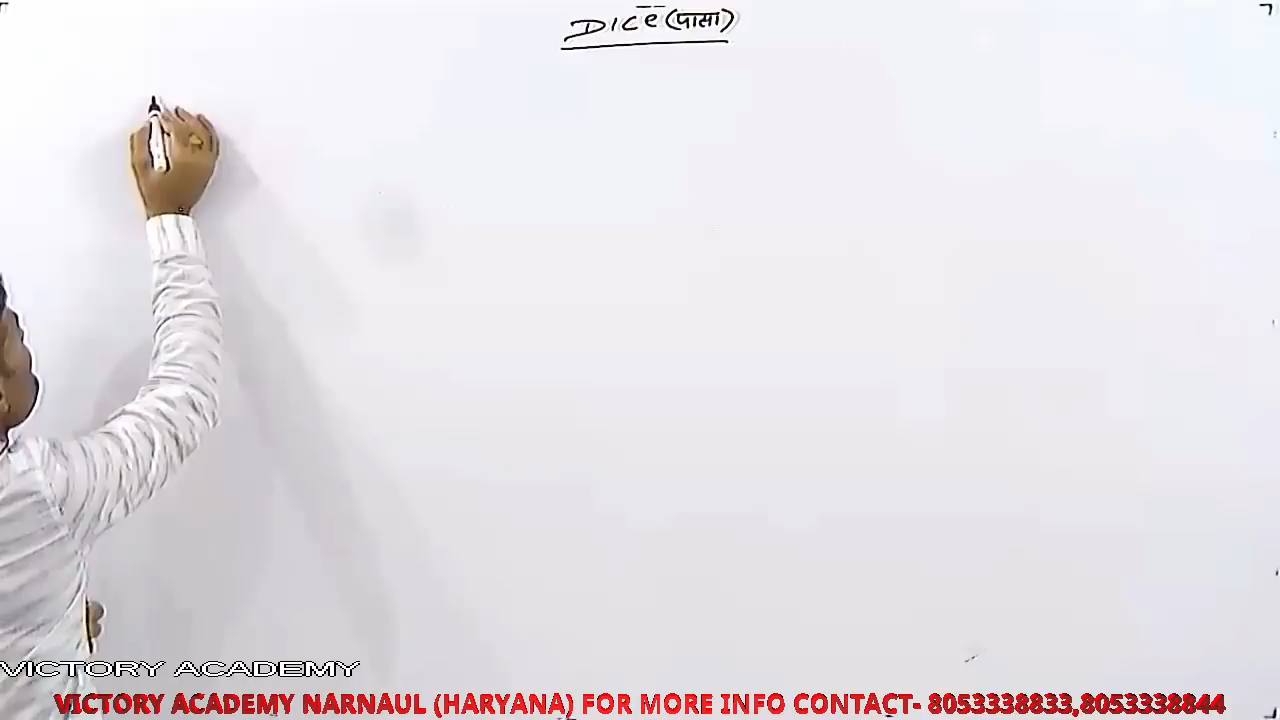 Dice (पासा)
VICTORY ACADEMY
VICTORY ACADEMY NARNAUL (HARYANA) FOR MORE INFO CONTACT- 8053338833,8053338844